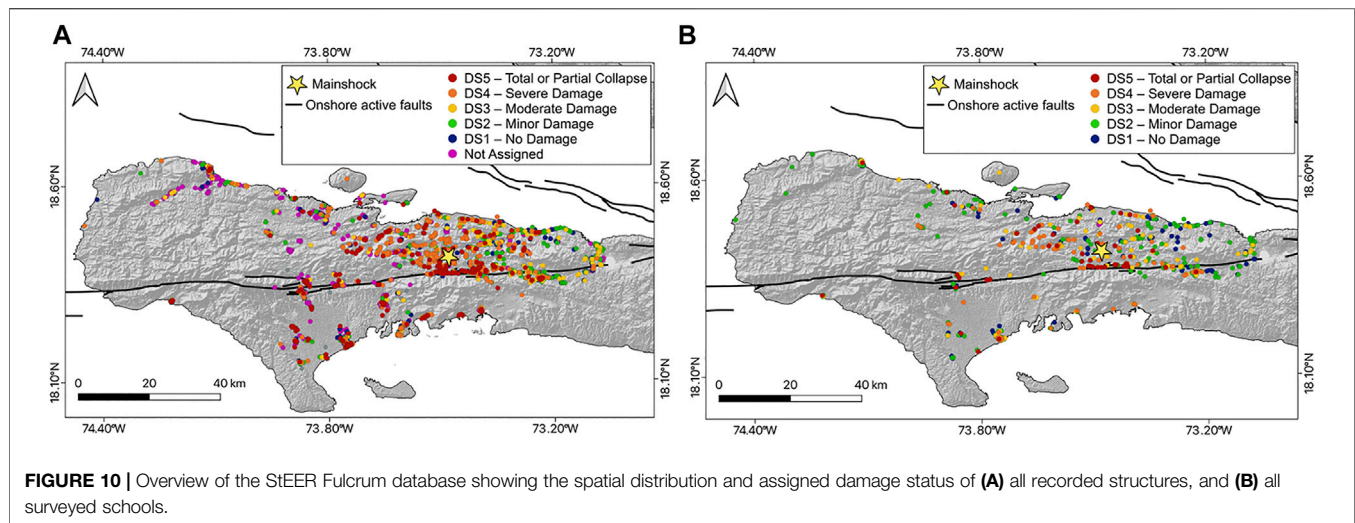 A
B
74.40°W 73.80°W 73.20°W
74.40°W 73.80°W 73.20°W
Mainshock
Onshore active faults
DS5 – Total or Partial Collapse
DS4 – Severe Damage
DS3 – Moderate Damage
DS2 – Minor Damage
DS1 – No Damage
Not Assigned
Mainshock
Onshore active faults
DS5 – Total or Partial Collapse
DS4 – Severe Damage
DS3 – Moderate Damage
DS2 – Minor Damage
DS1 – No Damage
18.60°N
18.60°N
18.60°N
18.60°N
18.10°N
18.10°N
18.10°N
18.10°N
0 20 40 km
0 20 40 km
74.40°W 73.80°W 73.20°W
74.40°W 73.80°W 73.20°W
FIGURE 10 | Overview of the StEER Fulcrum database showing the spatial distribution and assigned damage status of (A) all recorded structures, and (B) all
surveyed schools.